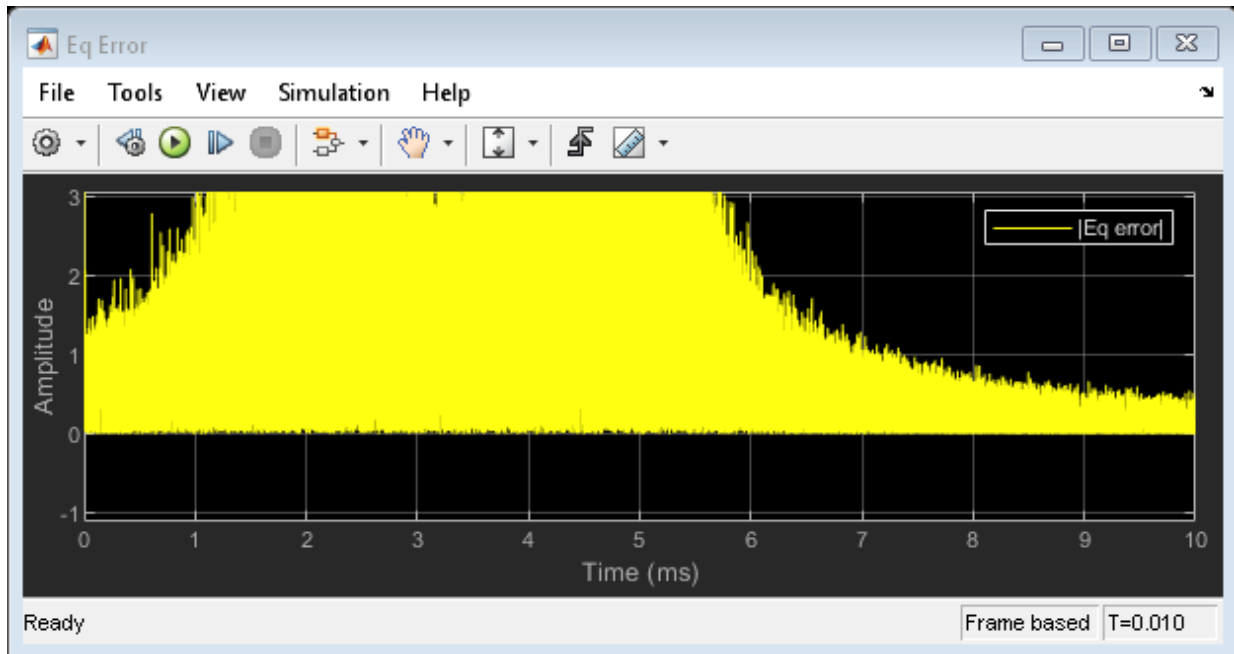 Eq Error
File Tools View Simulation Help
3
2
1
0
-1
Amplitude
|Eq error|
0 1 2 3 4 5 6 7 8 9 10
Time (ms)
Ready
Frame based T=0.010